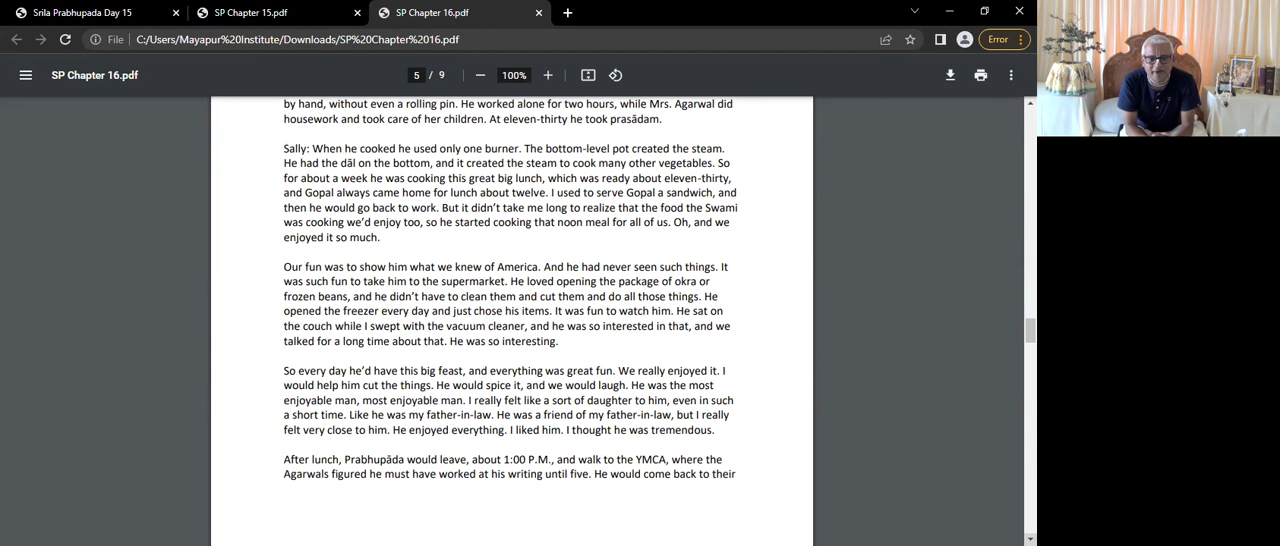 Srila Prabhupada Day 15
SP Chapter 15.pdf
SP Chapter 16.pdf
File
C:/Users/Mayapur%20Institute/Downloads/SP%20Chapter%2016.pdf
Error
SP Chapter 16.pdf
5 / 9
100%
by hand, without even a rolling pin. He worked alone for two hours, while Mrs. Agarwal did
housework and took care of her children. At eleven-thirty he took prasādam.
Sally: When he cooked he used only one burner. The bottom-level pot created the steam.
He had the dāl on the bottom, and it created the steam to cook many other vegetables. So
for about a week he was cooking this great big lunch, which was ready about eleven-thirty,
and Gopal always came home for lunch about twelve. I used to serve Gopal a sandwich, and
then he would go back to work. But it didn't take me long to realize that the food the Swami
was cooking we'd enjoy too, so he started cooking that noon meal for all of us. Oh, and we
enjoyed it so much.
Our fun was to show him what we knew of America. And he had never seen such things. It
was such fun to take him to the supermarket. He loved opening the package of okra or
frozen beans, and he didn't have to clean them and cut them and do all those things. He
opened the freezer every day and just chose his items. It was fun to watch him. He sat on
the couch while I swept with the vacuum cleaner, and he was so interested in that, and we
talked for a long time about that. He was so interesting.
So every day he'd have this big feast, and everything was great fun. We really enjoyed it. I
would help him cut the things. He would spice it, and we would laugh. He was the most
enjoyable man, most enjoyable man. I really felt like a sort of daughter to him, even in such
a short time. Like he was my father-in-law. He was a friend of my father-in-law, but I really
felt very close to him. He enjoyed everything. I liked him. I thought he was tremendous.
After lunch, Prabhupāda would leave, about 1:00 P.M., and walk to the YMCA, where the
Agarwals figured he must have worked at his writing until five. He would come back to their